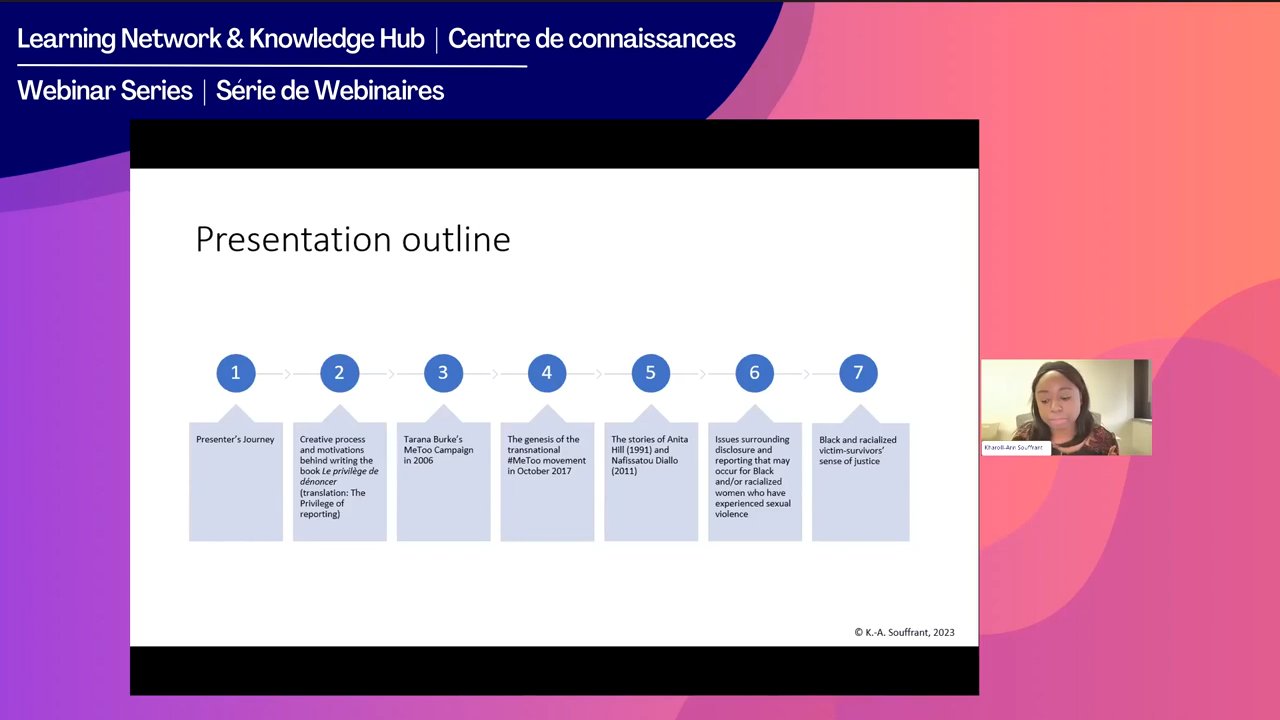 Learning Network & Knowledge Hub | Centre de connaissances
Webinar Series | Série de Webinaires
Presentation outline
1
2
3
4
5
6
7
Presenter's Journey
Creative process
and motivations
behind writing the
book Le privilège de
dénoncer
(translation: The
Privilege of
reporting)
Tarana Burke's
MeToo Campaign
in 2006
The genesis of the
transnational
#MeToo movement
in October 2017
The stories of Anita
Hill (1991) and
Nafissatou Diallo
(2011)
Issues surrounding
disclosure and
reporting that may
occur for Black
and/or racialized
women who have
experienced sexual
violence
Black and racialized
victim-survivors'
sense of justice
Kharoll-Ann Souffrant
© K.-A. Souffrant, 2023